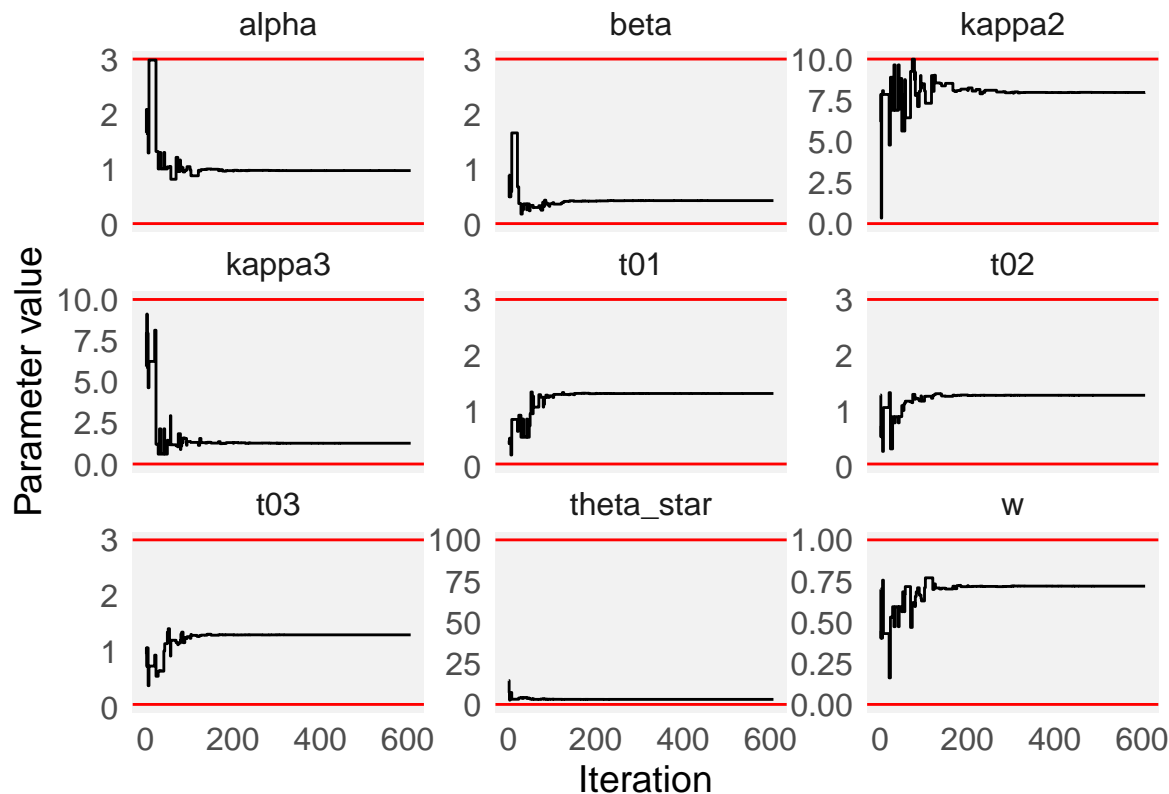 alpha beta kappa2
3 3 10.0
2 2 7.5
5.0
1 1 2.5
0 0 0.0
kappa3 t01 t02
10.0 3 3
7.5 2 2
5.0
2.5 1 1
0.0 0 0
t03 theta_star w
3 100 1.00
2 75 0.75
50 0.50
1 25 0.25
0 0 0.00
0 200 400 600 0 200 400 600 0 200 400 600
Iteration
Parameter value